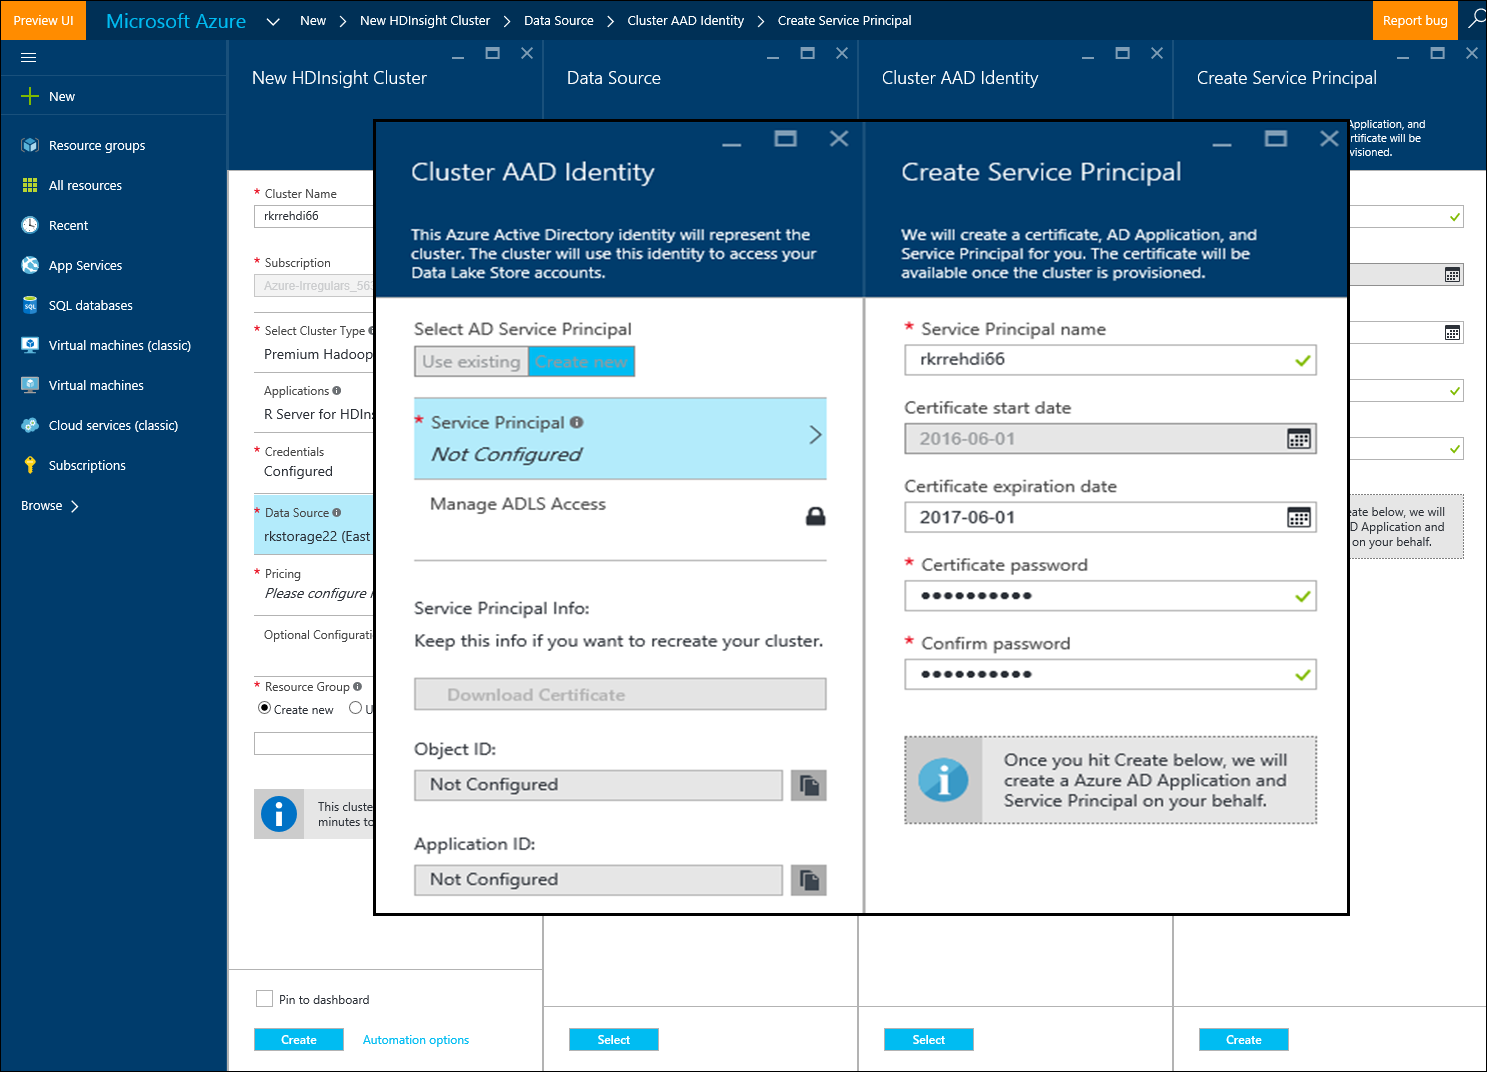 Preview UI
Microsoft Azure
New
New HDInsight Cluster
Data Source
Cluster AAD Identity
Create Service Principal
Report bug
New
Resource groups
All resources
Recent
App Services
SQL databases
Virtual machines (classic)
Virtual machines
Cloud services (classic)
Subscriptions
Browse
New HDInsight Cluster
* Cluster Name
rkrrehdi66
* Subscription
Azure-Irregulars_563
* Select Cluster Type
Premium Hadoop
Applications
R Server for HDIns
* Credentials
Configured
* Data Source
rkstorage22 (East
* Pricing
Please configure
Optional Configurati
* Resource Group
Create new
U
This cluste
minutes to
Pin to dashboard
Create
Automation options
Data Source
Select
Cluster AAD Identity
Select
Create Service Principal
Application, and
rtificate will be
visioned.
eate below, we will
D Application and
on your behalf.
Create
Cluster AAD Identity
This Azure Active Directory identity will represent the
cluster. The cluster will use this identity to access your
Data Lake Store accounts.
Select AD Service Principal
Use existing
Create new
* Service Principal
Not Configured
Manage ADLS Access
Service Principal Info:
Keep this info if you want to recreate your cluster.
Download Certificate
Object ID:
Not Configured
Application ID:
Not Configured
Create Service Principal
We will create a certificate, AD Application, and
Service Principal for you. The certificate will be
available once the cluster is provisioned.
* Service Principal name
rkrrehdi66
Certificate start date
2016-06-01
Certificate expiration date
2017-06-01
* Certificate password
●●●●●●●●●●
* Confirm password
●●●●●●●●●●
Once you hit Create below, we will
create a Azure AD Application and
Service Principal on your behalf.